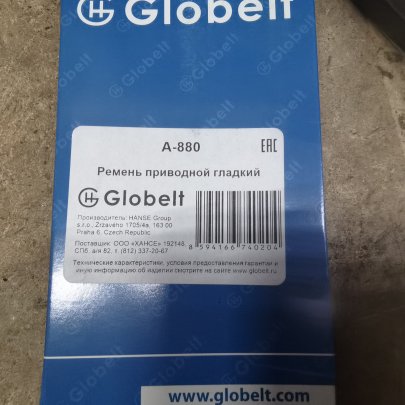 Globelt
A-880
EAC
Ремень приводной гладкий
Globelt
Производитель: HANSE Group
s.r.o., Zrzaveho 1705/4a, 163 00
Praha 6, Czech Republic
Поставщик: ООО «ХАНСЕ» 192148,
СПб, а/я 82, т. (812) 337-20-67
8 594166 740204
Технические характеристики, условия предоставления гарантии и
иную информацию об изделии смотрите на сайте www.globelt.ru
www.globelt.com